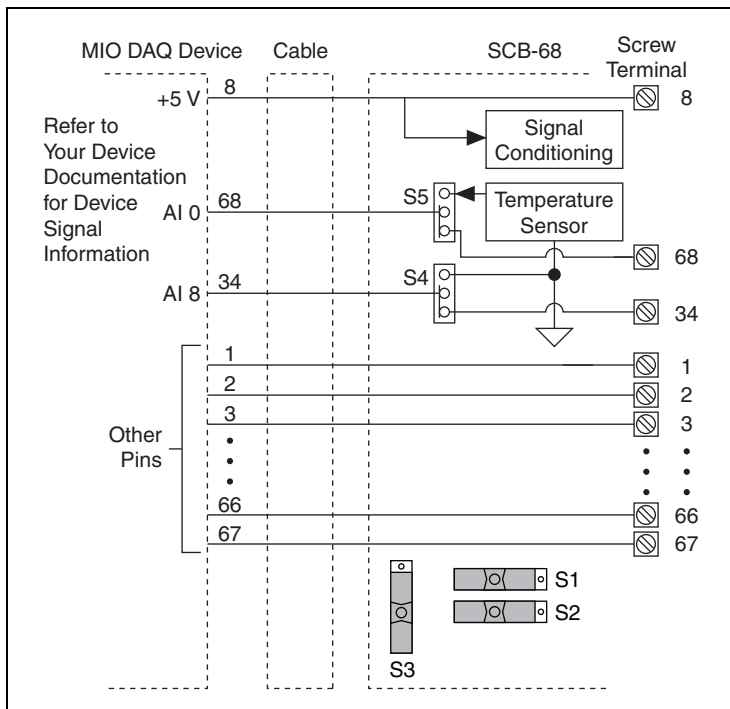 MIO DAQ Device Cable SCB-68 Screw Terminal
+5 V 8 8
Signal Conditioning
Refer to
Your Device
Documentation
for Device
Signal
Information
AI 0 68 S5 Temperature Sensor
68
AI 8 34 S4
34
1 1
2 2
3 3
Other Pins
66 66
67 67
S1
S2
S3